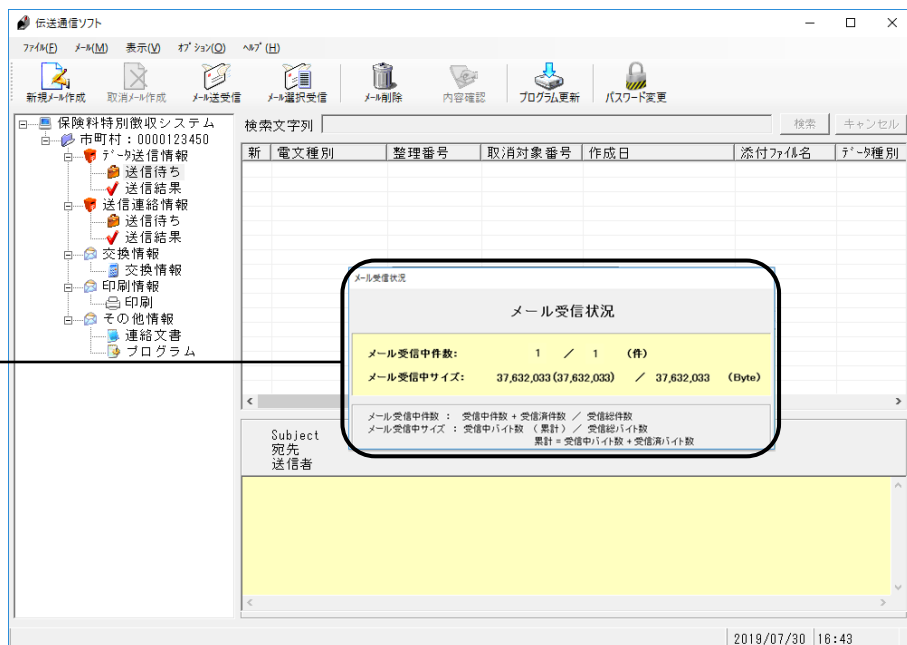 伝送通信ソフト
ﾌｧｲﾙ(F) ﾒｰﾙ(M) 表示(V) ｵﾌﾟｼｮﾝ(O) ﾍﾙﾌﾟ(H)
新規ﾒｰﾙ作成 取消ﾒｰﾙ作成 ﾒｰﾙ送受信 ﾒｰﾙ選択受信 ﾒｰﾙ削除 内容確認 ﾌﾟﾛｸﾞﾗﾑ更新 ﾊﾟｽﾜｰﾄﾞ変更
検索文字列 検索 キャンセル
新 電文種別 整理番号 取消対象番号 作成日 添付ﾌｧｲﾙ名 ﾃﾞｰﾀ種別
保険料特別徴収システム
市町村：0000123450
ﾃﾞｰﾀ送信情報
送信待ち
送信結果
送信連絡情報
送信待ち
送信結果
交換情報
交換情報
印刷情報
印刷
その他情報
連絡文書
プログラム
メール受信状況
メール受信状況
メール受信中件数: 1 / 1 (件)
メール受信中サイズ: 37,632,033(37,632,033) / 37,632,033 (Byte)
メール受信中件数 ： 受信中件数 + 受信済件数 ／ 受信総件数
メール受信中サイズ ： 受信中バイト数 （累計）／ 受信総バイト数
累計 = 受信中バイト数 + 受信済バイト数
Subject
宛先
送信者
2019/07/30 16:43